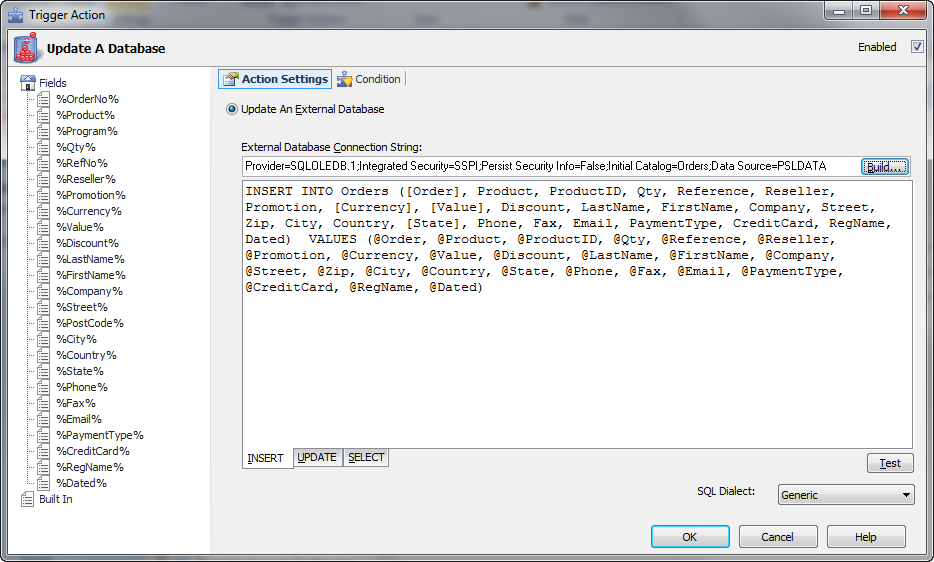 Trigger Action
Update A Database
Enabled
Fields
%OrderNo%
%Product%
%Program%
%Qty%
%RefNo%
%Reseller%
%Promotion%
%Currency%
%Value%
%Discount%
%LastName%
%FirstName%
%Company%
%Street%
%PostCode%
%City%
%Country%
%State%
%Phone%
%Fax%
%Email%
%PaymentType%
%CreditCard%
%RegName%
%Dated%
Built In
Action Settings
Condition
Update An External Database
External Database Connection String:
Provider=SQLOLEDB.1;Integrated Security=SSPI;Persist Security Info=False;Initial Catalog=Orders;Data Source=PSLDATA
Build...
INSERT INTO Orders ([Order], Product, ProductID, Qty, Reference, Reseller,
Promotion, [Currency], [Value], Discount, LastName, FirstName, Company, Street,
Zip, City, Country, [State], Phone, Fax, Email, PaymentType, CreditCard, RegName,
Dated)  VALUES (@Order, @Product, @ProductID, @Qty, @Reference, @Reseller,
@Promotion, @Currency, @Value, @Discount, @LastName, @FirstName, @Company,
@Street, @Zip, @City, @Country, @State, @Phone, @Fax, @Email, @PaymentType,
@CreditCard, @RegName, @Dated)
INSERT
UPDATE
SELECT
Test
SQL Dialect:
Generic
OK
Cancel
Help